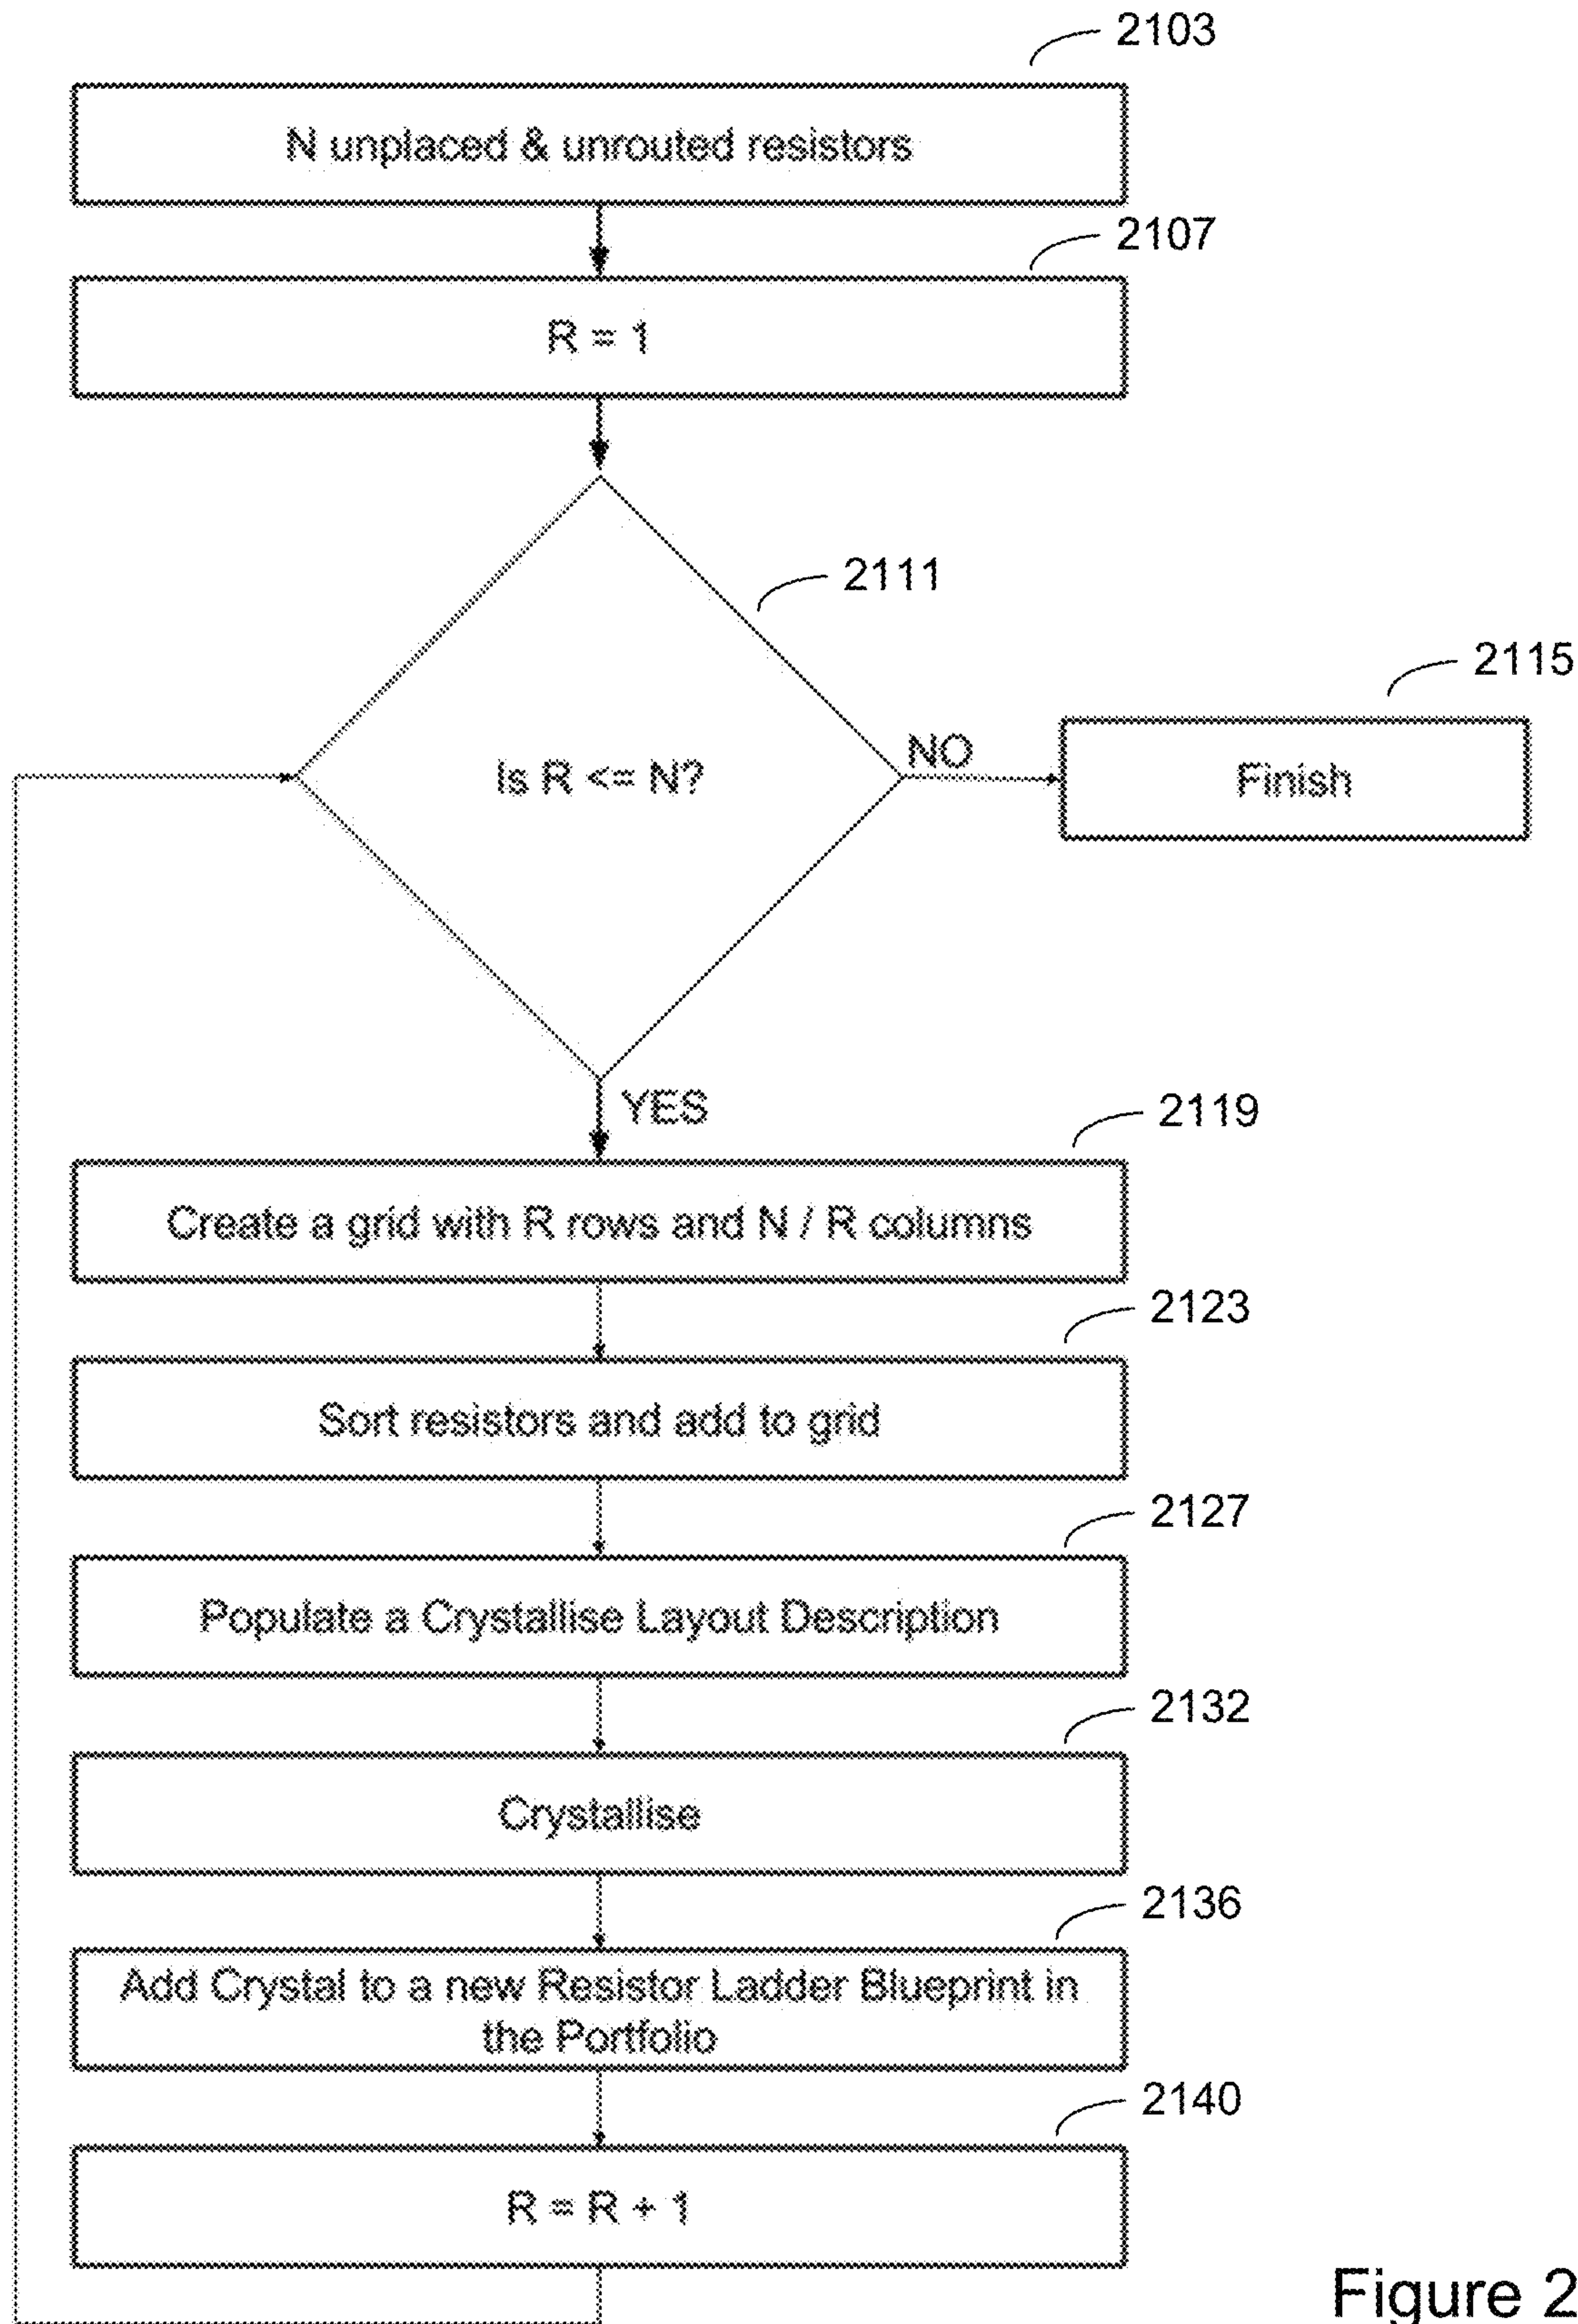 2103
N unplaced & unrouted resistors
2107
R = 1
2111
Is R <= N?
NO
2115
Finish
YES
2119
Create a grid with R rows and N / R columns
2123
Sort resistors and add to grid
2127
Populate a Crystallise Layout Description
2132
Crystallise
2136
Add Crystal to a new Resistor Ladder Blueprint in
the Portfolio
2140
R = R + 1
Figure 2